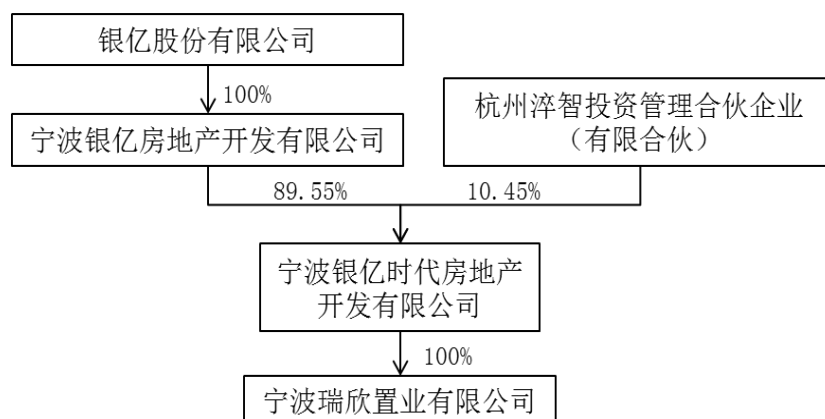 银亿股份有限公司
100%
宁波银亿房地产开发有限公司
杭州淬智投资管理合伙企业
（有限合伙）
89.55%
10.45%
宁波银亿时代房地产
开发有限公司
100%
宁波瑞欣置业有限公司